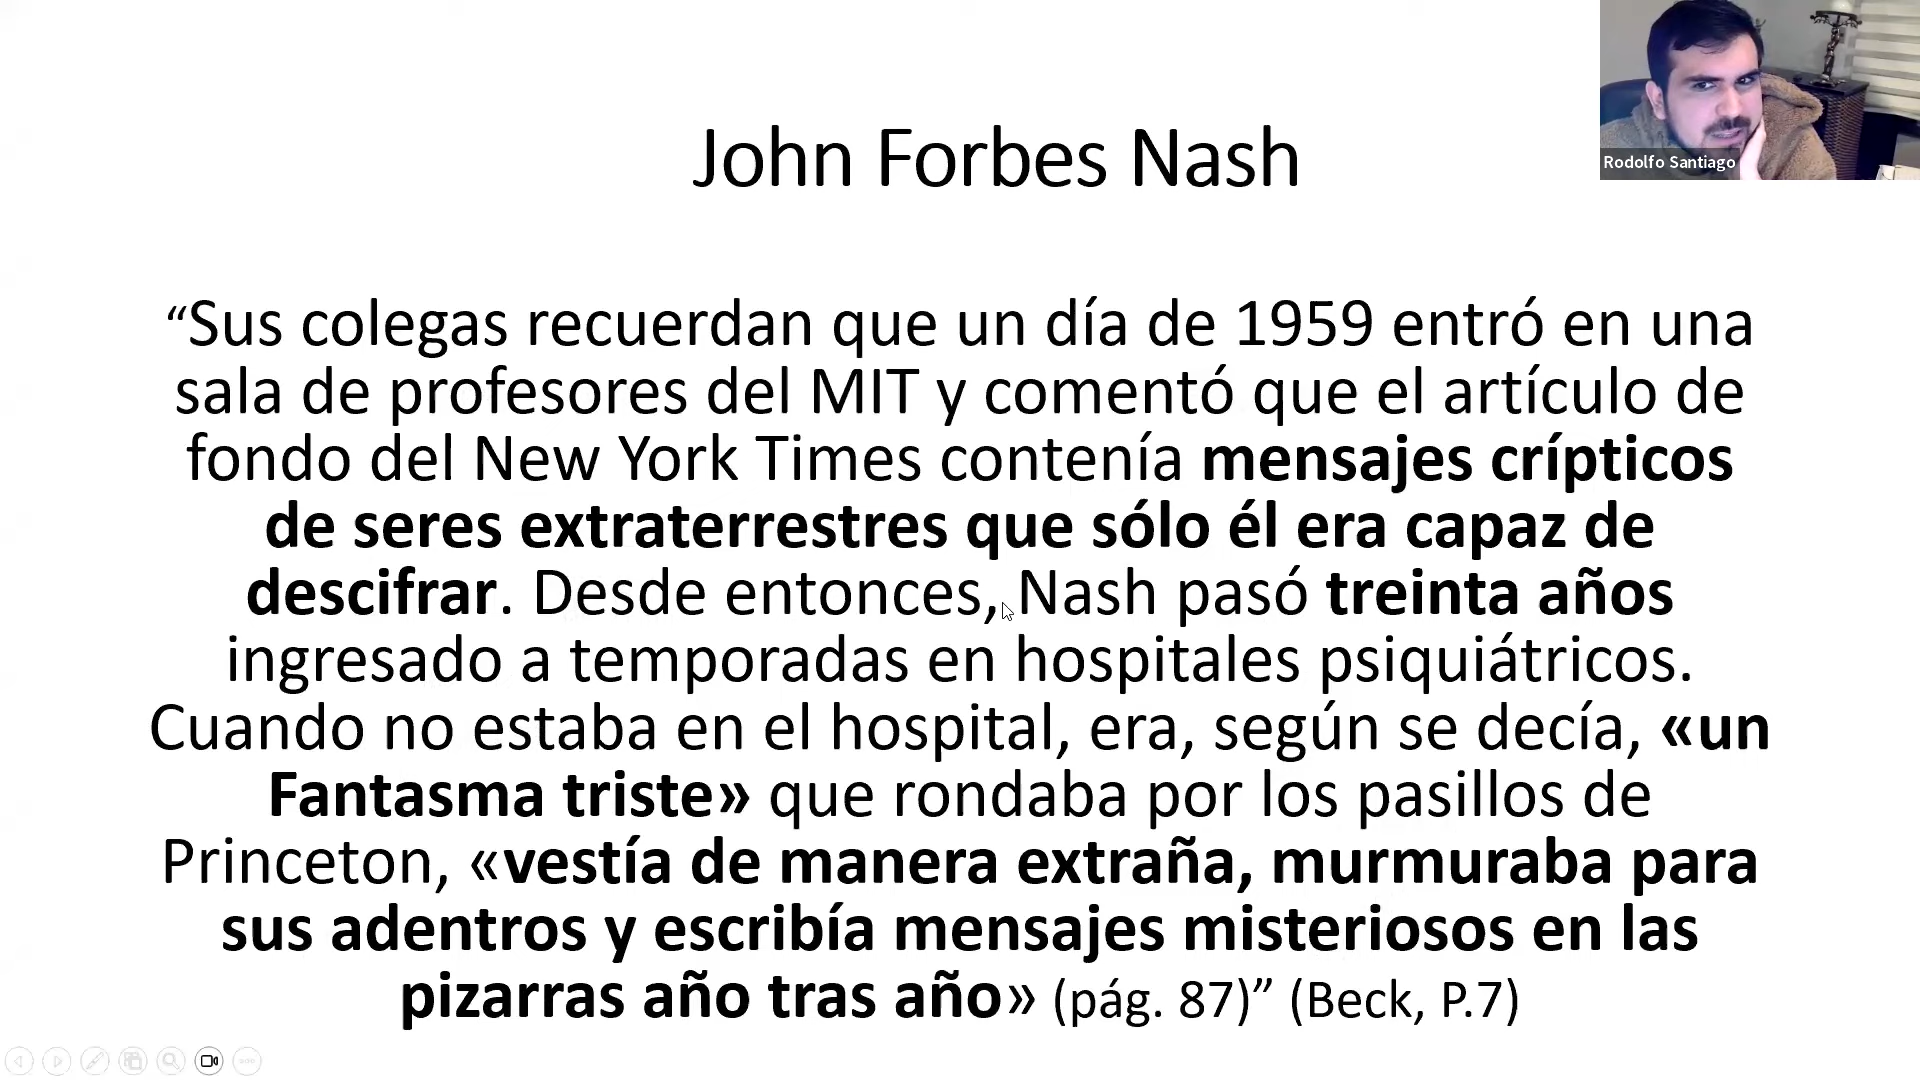 John Forbes Nash
Rodolfo Santiago
“Sus colegas recuerdan que un día de 1959 entró en una
sala de profesores del MIT y comentó que el artículo de
fondo del New York Times contenía mensajes crípticos
de seres extraterrestres que sólo él era capaz de
descifrar. Desde entonces, Nash pasó treinta años
ingresado a temporadas en hospitales psiquiátricos.
Cuando no estaba en el hospital, era, según se decía, «un
Fantasma triste» que rondaba por los pasillos de
Princeton, «vestía de manera extraña, murmuraba para
sus adentros y escribía mensajes misteriosos en las
pizarras año tras año» (pág. 87)” (Beck, P.7)